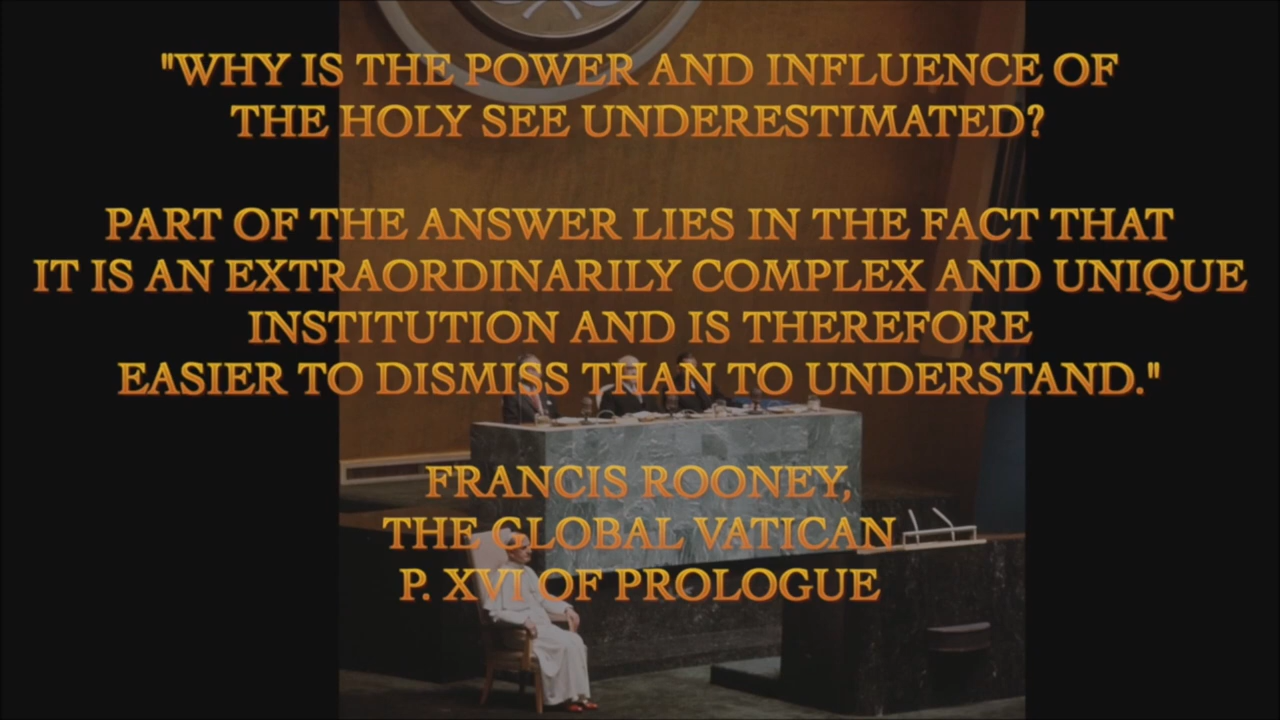 "WHY IS THE POWER AND INFLUENCE OF
THE HOLY SEE UNDERESTIMATED?
PART OF THE ANSWER LIES IN THE FACT THAT
IT IS AN EXTRAORDINARILY COMPLEX AND UNIQUE
INSTITUTION AND IS THEREFORE
EASIER TO DISMISS THAN TO UNDERSTAND."
FRANCIS ROONEY,
THE GLOBAL VATICAN
P. XVI OF PROLOGUE